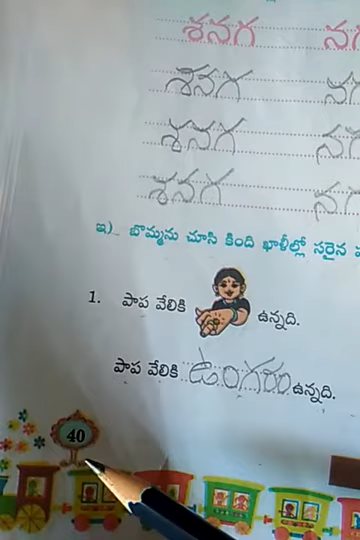 శనగ
శనగ
శనగ
శనగ
ఇ) బొమ్మను చూసి కింది ఖాళీల్లో సరైన
1. పాప వేలికి ఉన్నది.
పాప వేలికి ఉంగరం ఉన్నది.
40